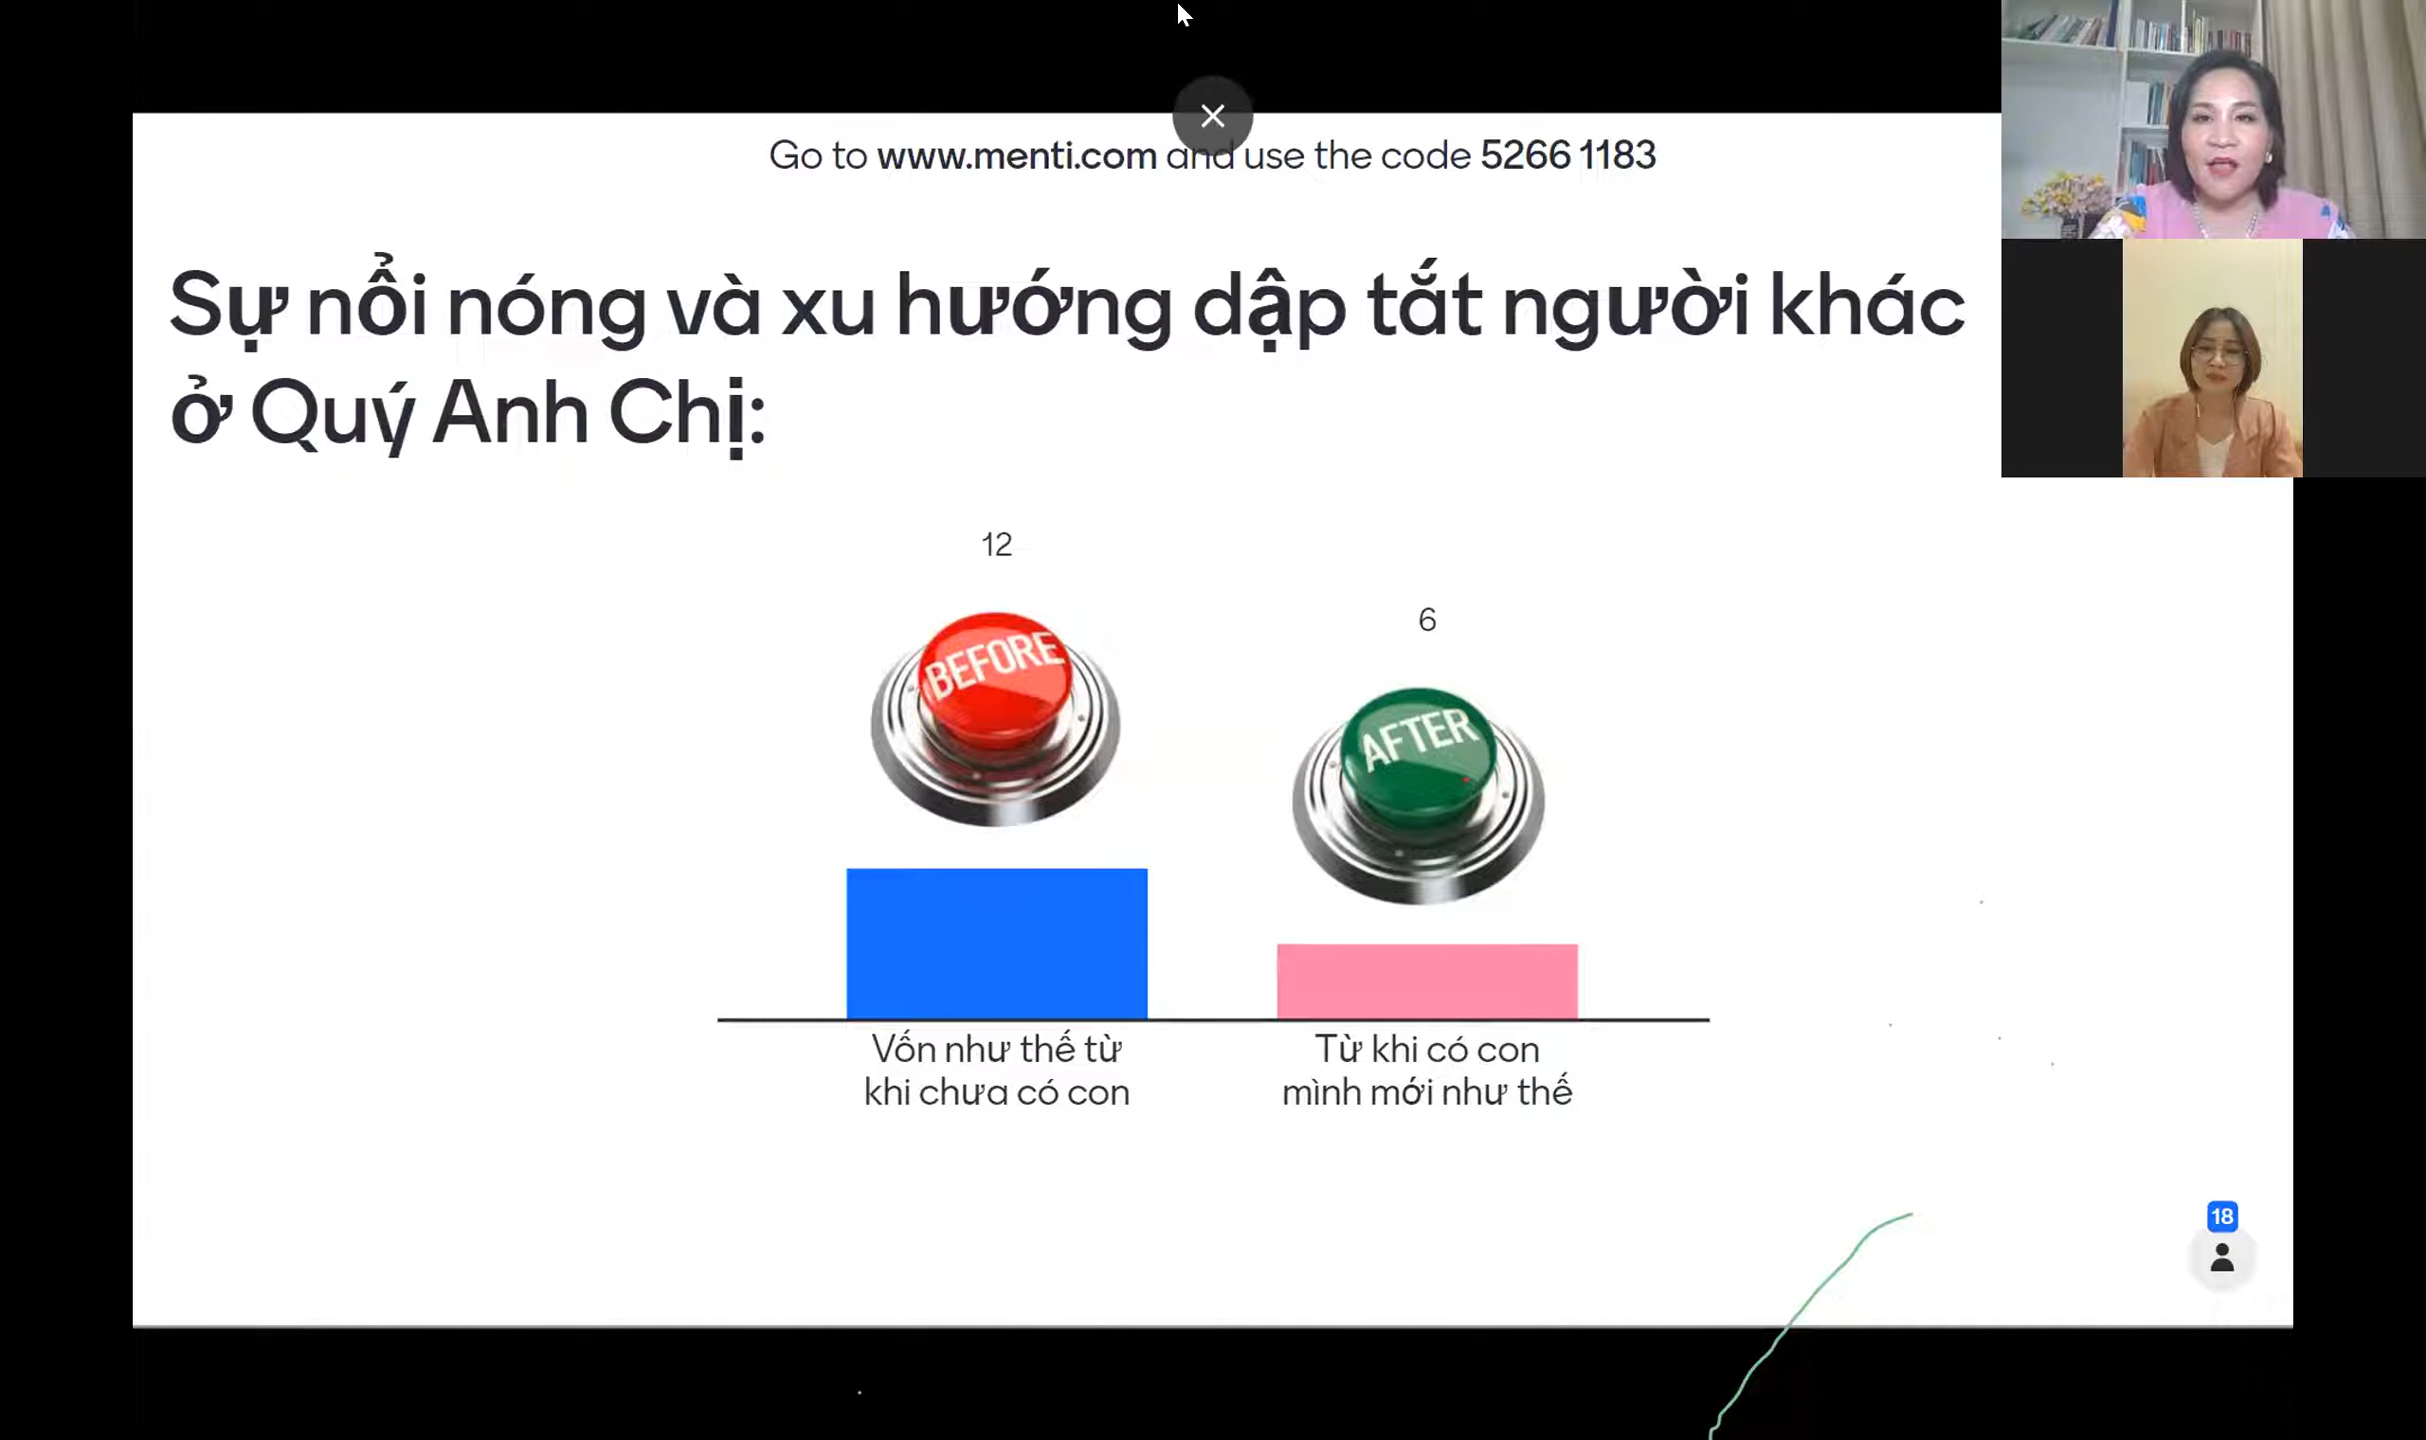 Go to www.menti.com and use the code 5266 1183
Sự nổi nóng và xu hướng dập tắt người khác
ở Quý Anh Chị:
12
6
BEFORE
AFTER
Vốn như thế từ
khi chưa có con
Từ khi có con
mình mới như thế
18